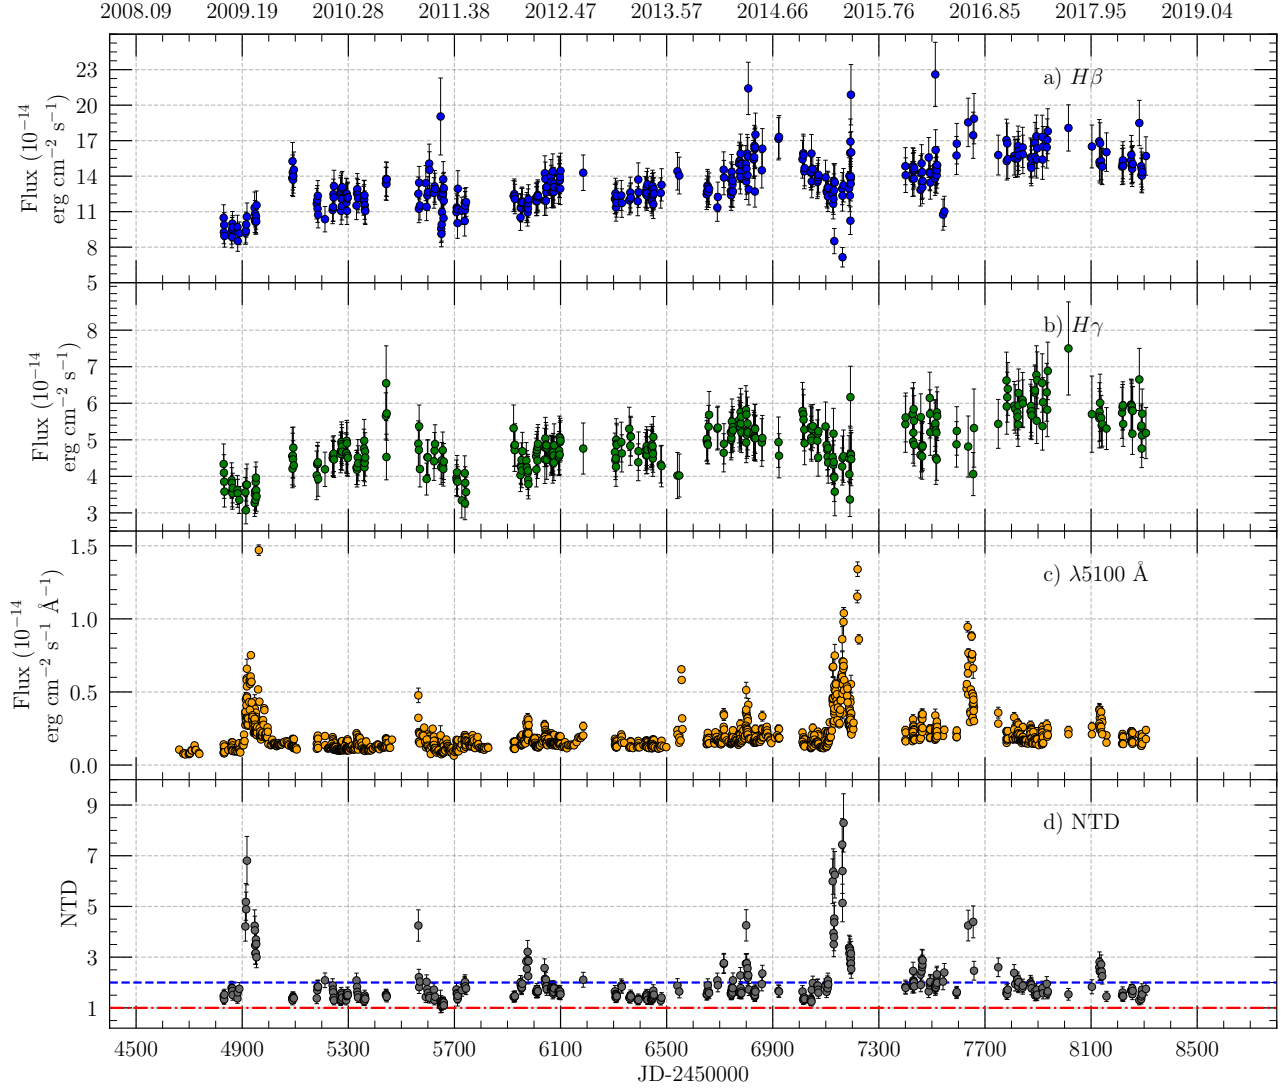 2008.09 2009.19 2010.28 2011.38 2012.47 2013.57 2014.66 2015.76 2016.85 2017.95 2019.04
a) Hβ
Flux (10⁻¹⁴
erg cm⁻² s⁻¹)
23
20
17
14
11
8
5
b) Hγ
Flux (10⁻¹⁴
erg cm⁻² s⁻¹)
8
7
6
5
4
3
c) λ5100 Å
Flux (10⁻¹⁴
erg cm⁻² s⁻¹ Å⁻¹)
1.5
1.0
0.5
0.0
d) NTD
NTD
9
7
5
3
1
4500 4900 5300 5700 6100 6500 6900 7300 7700 8100 8500
JD-2450000